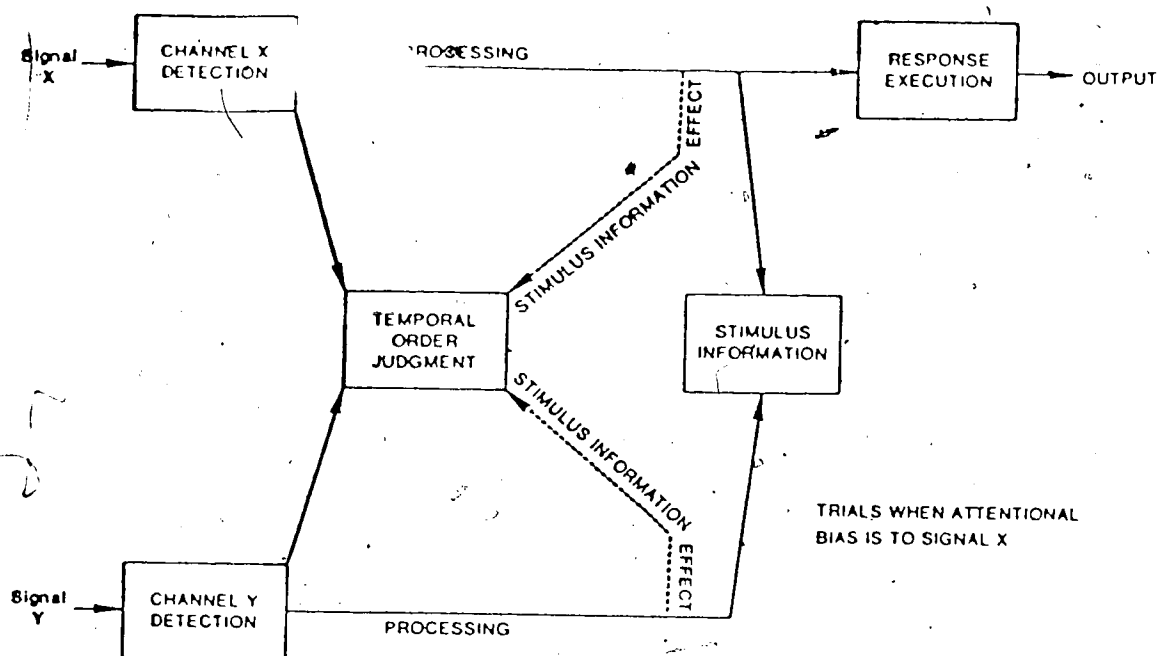 Signal
X
CHANNEL X
DETECTION
PROCESSING
RESPONSE
EXECUTION
OUTPUT
EFFECT
STIMULUS INFORMATION
TEMPORAL
ORDER
JUDGMENT
STIMULUS
INFORMATION
STIMULUS INFORMATION
EFFECT
TRIALS WHEN ATTENTIONAL
BIAS IS TO SIGNAL X
Signal
Y
CHANNEL Y
DETECTION
PROCESSING